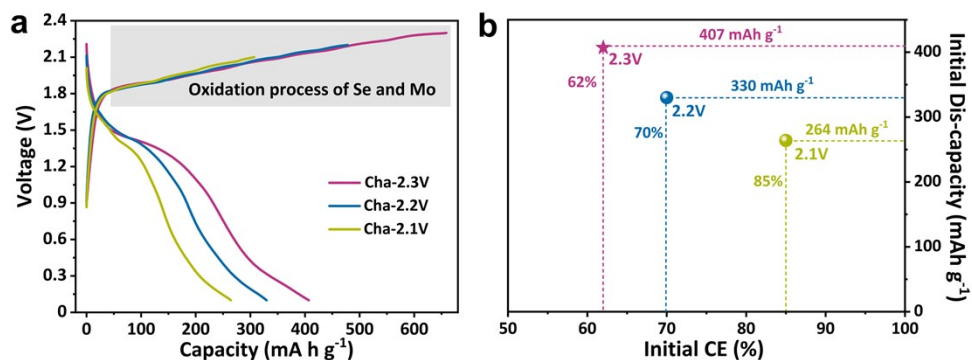 a
2.4
2.1
1.8
1.5
1.2
0.9
0.6
0.3
0
Voltage (V)
Oxidation process of Se and Mo
Cha-2.3V
Cha-2.2V
Cha-2.1V
0 100 200 300 400 500 600
Capacity (mA h g⁻¹)
b
407 mAh g⁻¹
2.3V
62%
330 mAh g⁻¹
2.2V
70%
264 mAh g⁻¹
2.1V
85%
400
300
200
100
0
Initial Dis-capacity
(mAh g⁻¹)
50 60 70 80 90 100
Initial CE (%)